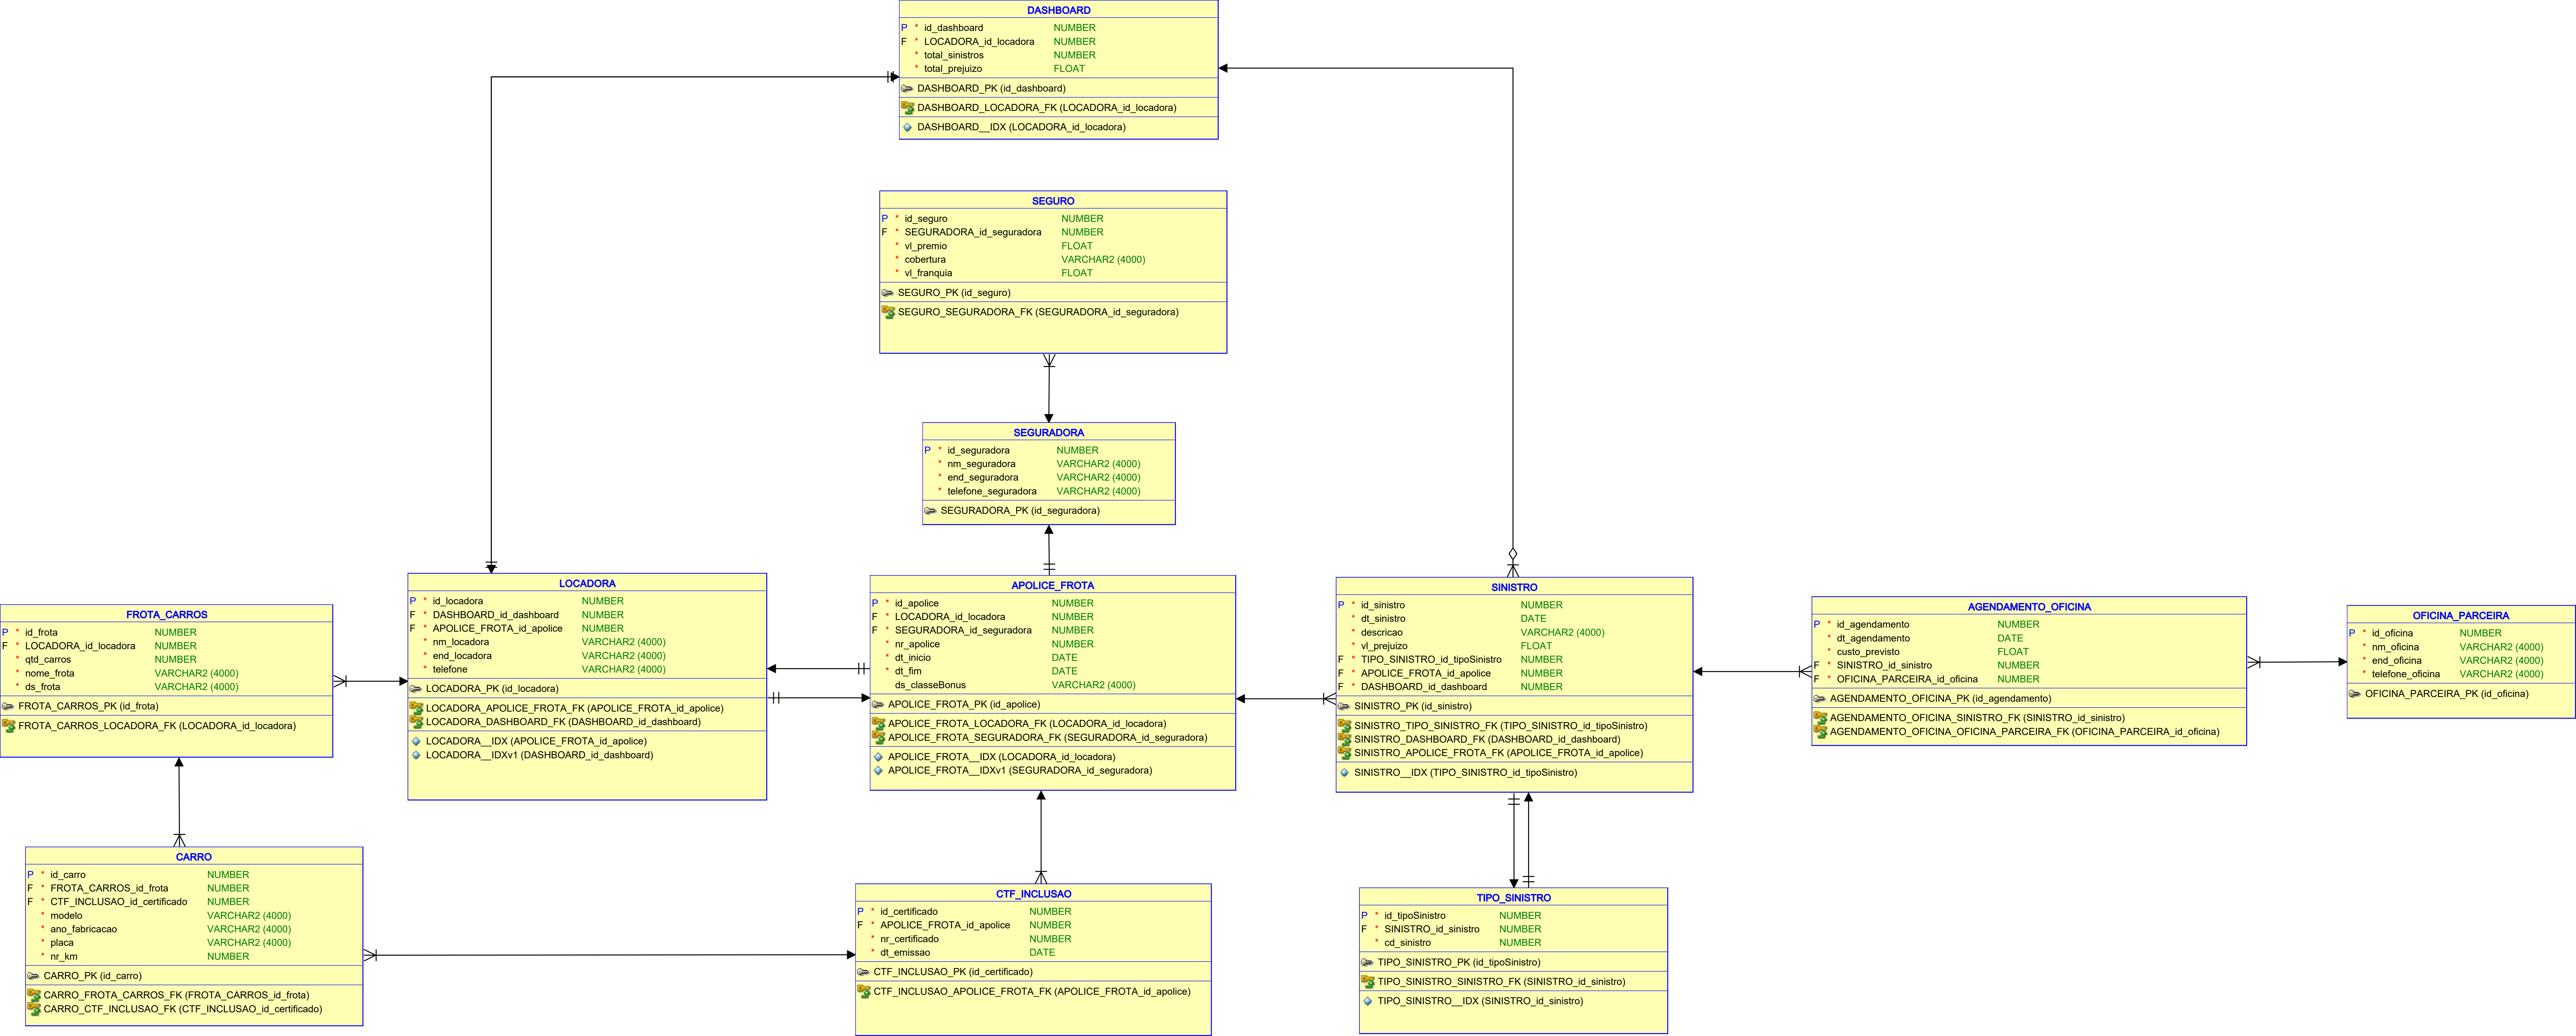 DASHBOARD
P * id_dashboard NUMBER
F * LOCADORA_id_locadora NUMBER
* total_sinistros NUMBER
* total_prejuizo FLOAT
DASHBOARD_PK (id_dashboard)
DASHBOARD_LOCADORA_FK (LOCADORA_id_locadora)
DASHBOARD__IDX (LOCADORA_id_locadora)
SEGURO
P * id_seguro NUMBER
F * SEGURADORA_id_seguradora NUMBER
* vl_premio FLOAT
* cobertura VARCHAR2 (4000)
* vl_franquia FLOAT
SEGURO_PK (id_seguro)
SEGURO_SEGURADORA_FK (SEGURADORA_id_seguradora)
SEGURADORA
P * id_seguradora NUMBER
* nm_seguradora VARCHAR2 (4000)
* end_seguradora VARCHAR2 (4000)
* telefone_seguradora VARCHAR2 (4000)
SEGURADORA_PK (id_seguradora)
FROTA_CARROS
P * id_frota NUMBER
F * LOCADORA_id_locadora NUMBER
* qtd_carros NUMBER
* nome_frota VARCHAR2 (4000)
* ds_frota VARCHAR2 (4000)
FROTA_CARROS_PK (id_frota)
FROTA_CARROS_LOCADORA_FK (LOCADORA_id_locadora)
LOCADORA
P * id_locadora NUMBER
F * DASHBOARD_id_dashboard NUMBER
F * APOLICE_FROTA_id_apolice NUMBER
* nm_locadora VARCHAR2 (4000)
* end_locadora VARCHAR2 (4000)
* telefone VARCHAR2 (4000)
LOCADORA_PK (id_locadora)
LOCADORA_APOLICE_FROTA_FK (APOLICE_FROTA_id_apolice)
LOCADORA_DASHBOARD_FK (DASHBOARD_id_dashboard)
LOCADORA__IDX (APOLICE_FROTA_id_apolice)
LOCADORA__IDXv1 (DASHBOARD_id_dashboard)
APOLICE_FROTA
P * id_apolice NUMBER
F * LOCADORA_id_locadora NUMBER
F * SEGURADORA_id_seguradora NUMBER
* nr_apolice NUMBER
* dt_inicio DATE
* dt_fim DATE
ds_classeBonus VARCHAR2 (4000)
APOLICE_FROTA_PK (id_apolice)
APOLICE_FROTA_LOCADORA_FK (LOCADORA_id_locadora)
APOLICE_FROTA_SEGURADORA_FK (SEGURADORA_id_seguradora)
APOLICE_FROTA__IDX (LOCADORA_id_locadora)
APOLICE_FROTA__IDXv1 (SEGURADORA_id_seguradora)
SINISTRO
P * id_sinistro NUMBER
* dt_sinistro DATE
* descricao VARCHAR2 (4000)
* vl_prejuizo FLOAT
F * TIPO_SINISTRO_id_tipoSinistro NUMBER
F * APOLICE_FROTA_id_apolice NUMBER
F * DASHBOARD_id_dashboard NUMBER
SINISTRO_PK (id_sinistro)
SINISTRO_TIPO_SINISTRO_FK (TIPO_SINISTRO_id_tipoSinistro)
SINISTRO_DASHBOARD_FK (DASHBOARD_id_dashboard)
SINISTRO_APOLICE_FROTA_FK (APOLICE_FROTA_id_apolice)
SINISTRO__IDX (TIPO_SINISTRO_id_tipoSinistro)
AGENDAMENTO_OFICINA
P * id_agendamento NUMBER
* dt_agendamento DATE
* custo_previsto FLOAT
F * SINISTRO_id_sinistro NUMBER
F * OFICINA_PARCEIRA_id_oficina NUMBER
AGENDAMENTO_OFICINA_PK (id_agendamento)
AGENDAMENTO_OFICINA_SINISTRO_FK (SINISTRO_id_sinistro)
AGENDAMENTO_OFICINA_OFICINA_PARCEIRA_FK (OFICINA_PARCEIRA_id_oficina)
OFICINA_PARCEIRA
P * id_oficina NUMBER
* nm_oficina VARCHAR2 (4000)
* end_oficina VARCHAR2 (4000)
* telefone_oficina VARCHAR2 (4000)
OFICINA_PARCEIRA_PK (id_oficina)
CARRO
P * id_carro NUMBER
F * FROTA_CARROS_id_frota NUMBER
F * CTF_INCLUSAO_id_certificado NUMBER
* modelo VARCHAR2 (4000)
* ano_fabricacao VARCHAR2 (4000)
* placa VARCHAR2 (4000)
* nr_km NUMBER
CARRO_PK (id_carro)
CARRO_FROTA_CARROS_FK (FROTA_CARROS_id_frota)
CARRO_CTF_INCLUSAO_FK (CTF_INCLUSAO_id_certificado)
CTF_INCLUSAO
P * id_certificado NUMBER
F * APOLICE_FROTA_id_apolice NUMBER
* nr_certificado NUMBER
* dt_emissao DATE
CTF_INCLUSAO_PK (id_certificado)
CTF_INCLUSAO_APOLICE_FROTA_FK (APOLICE_FROTA_id_apolice)
TIPO_SINISTRO
P * id_tipoSinistro NUMBER
F * SINISTRO_id_sinistro NUMBER
* cd_sinistro NUMBER
TIPO_SINISTRO_PK (id_tipoSinistro)
TIPO_SINISTRO_SINISTRO_FK (SINISTRO_id_sinistro)
TIPO_SINISTRO__IDX (SINISTRO_id_sinistro)